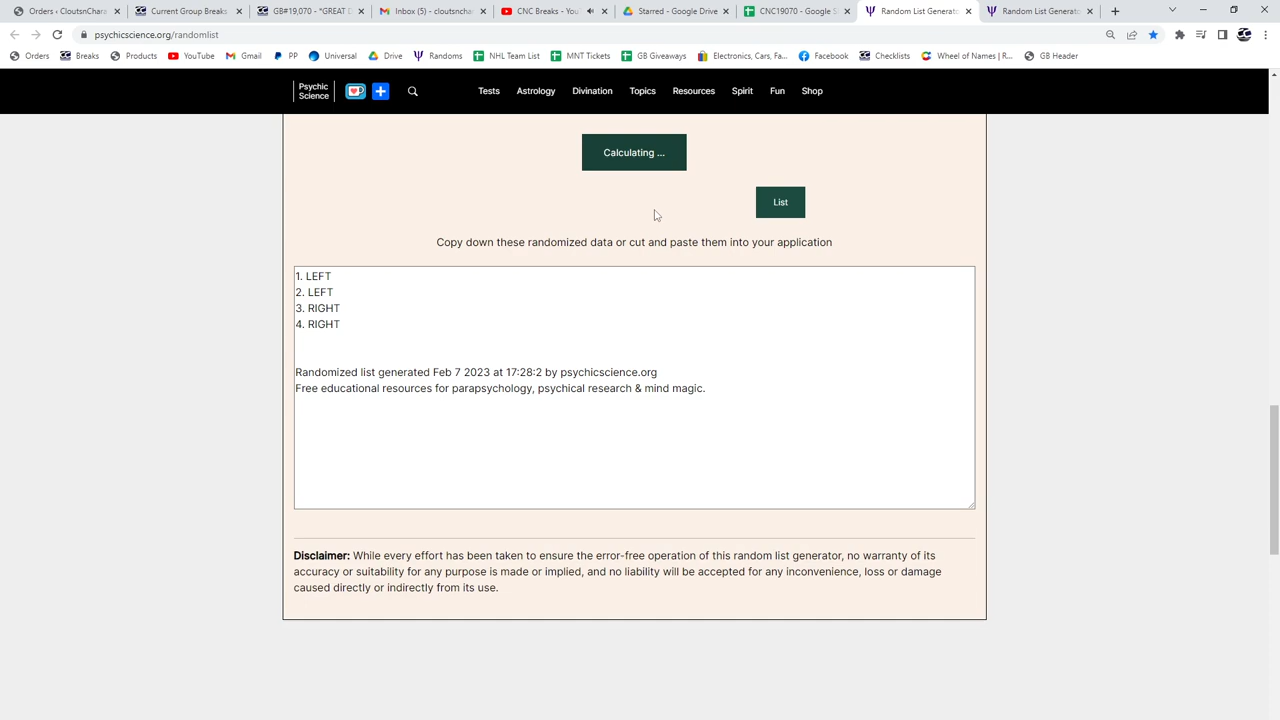 Orders ‹ CloutsnChara
Current Group Breaks
GB#19,070 - *GREAT D
Inbox (5) - cloutsnchar
CNC Breaks - You
Starred - Google Drive
CNC19070 - Google S
Random List Generato
Random List Generato
psychicscience.org/randomlist
Orders
Breaks
Products
YouTube
Gmail
PP
Universal
Drive
Randoms
NHL Team List
MNT Tickets
GB Giveaways
Electronics, Cars, Fa...
Facebook
Checklists
Wheel of Names | R...
GB Header
Psychic
Science
Tests
Astrology
Divination
Topics
Resources
Spirit
Fun
Shop
Calculating ...
List
Copy down these randomized data or cut and paste them into your application
1. LEFT
2. LEFT
3. RIGHT
4. RIGHT
Randomized list generated Feb 7 2023 at 17:28:2 by psychicscience.org
Free educational resources for parapsychology, psychical research & mind magic.
Disclaimer: While every effort has been taken to ensure the error-free operation of this random list generator, no warranty of its
accuracy or suitability for any purpose is made or implied, and no liability will be accepted for any inconvenience, loss or damage
caused directly or indirectly from its use.